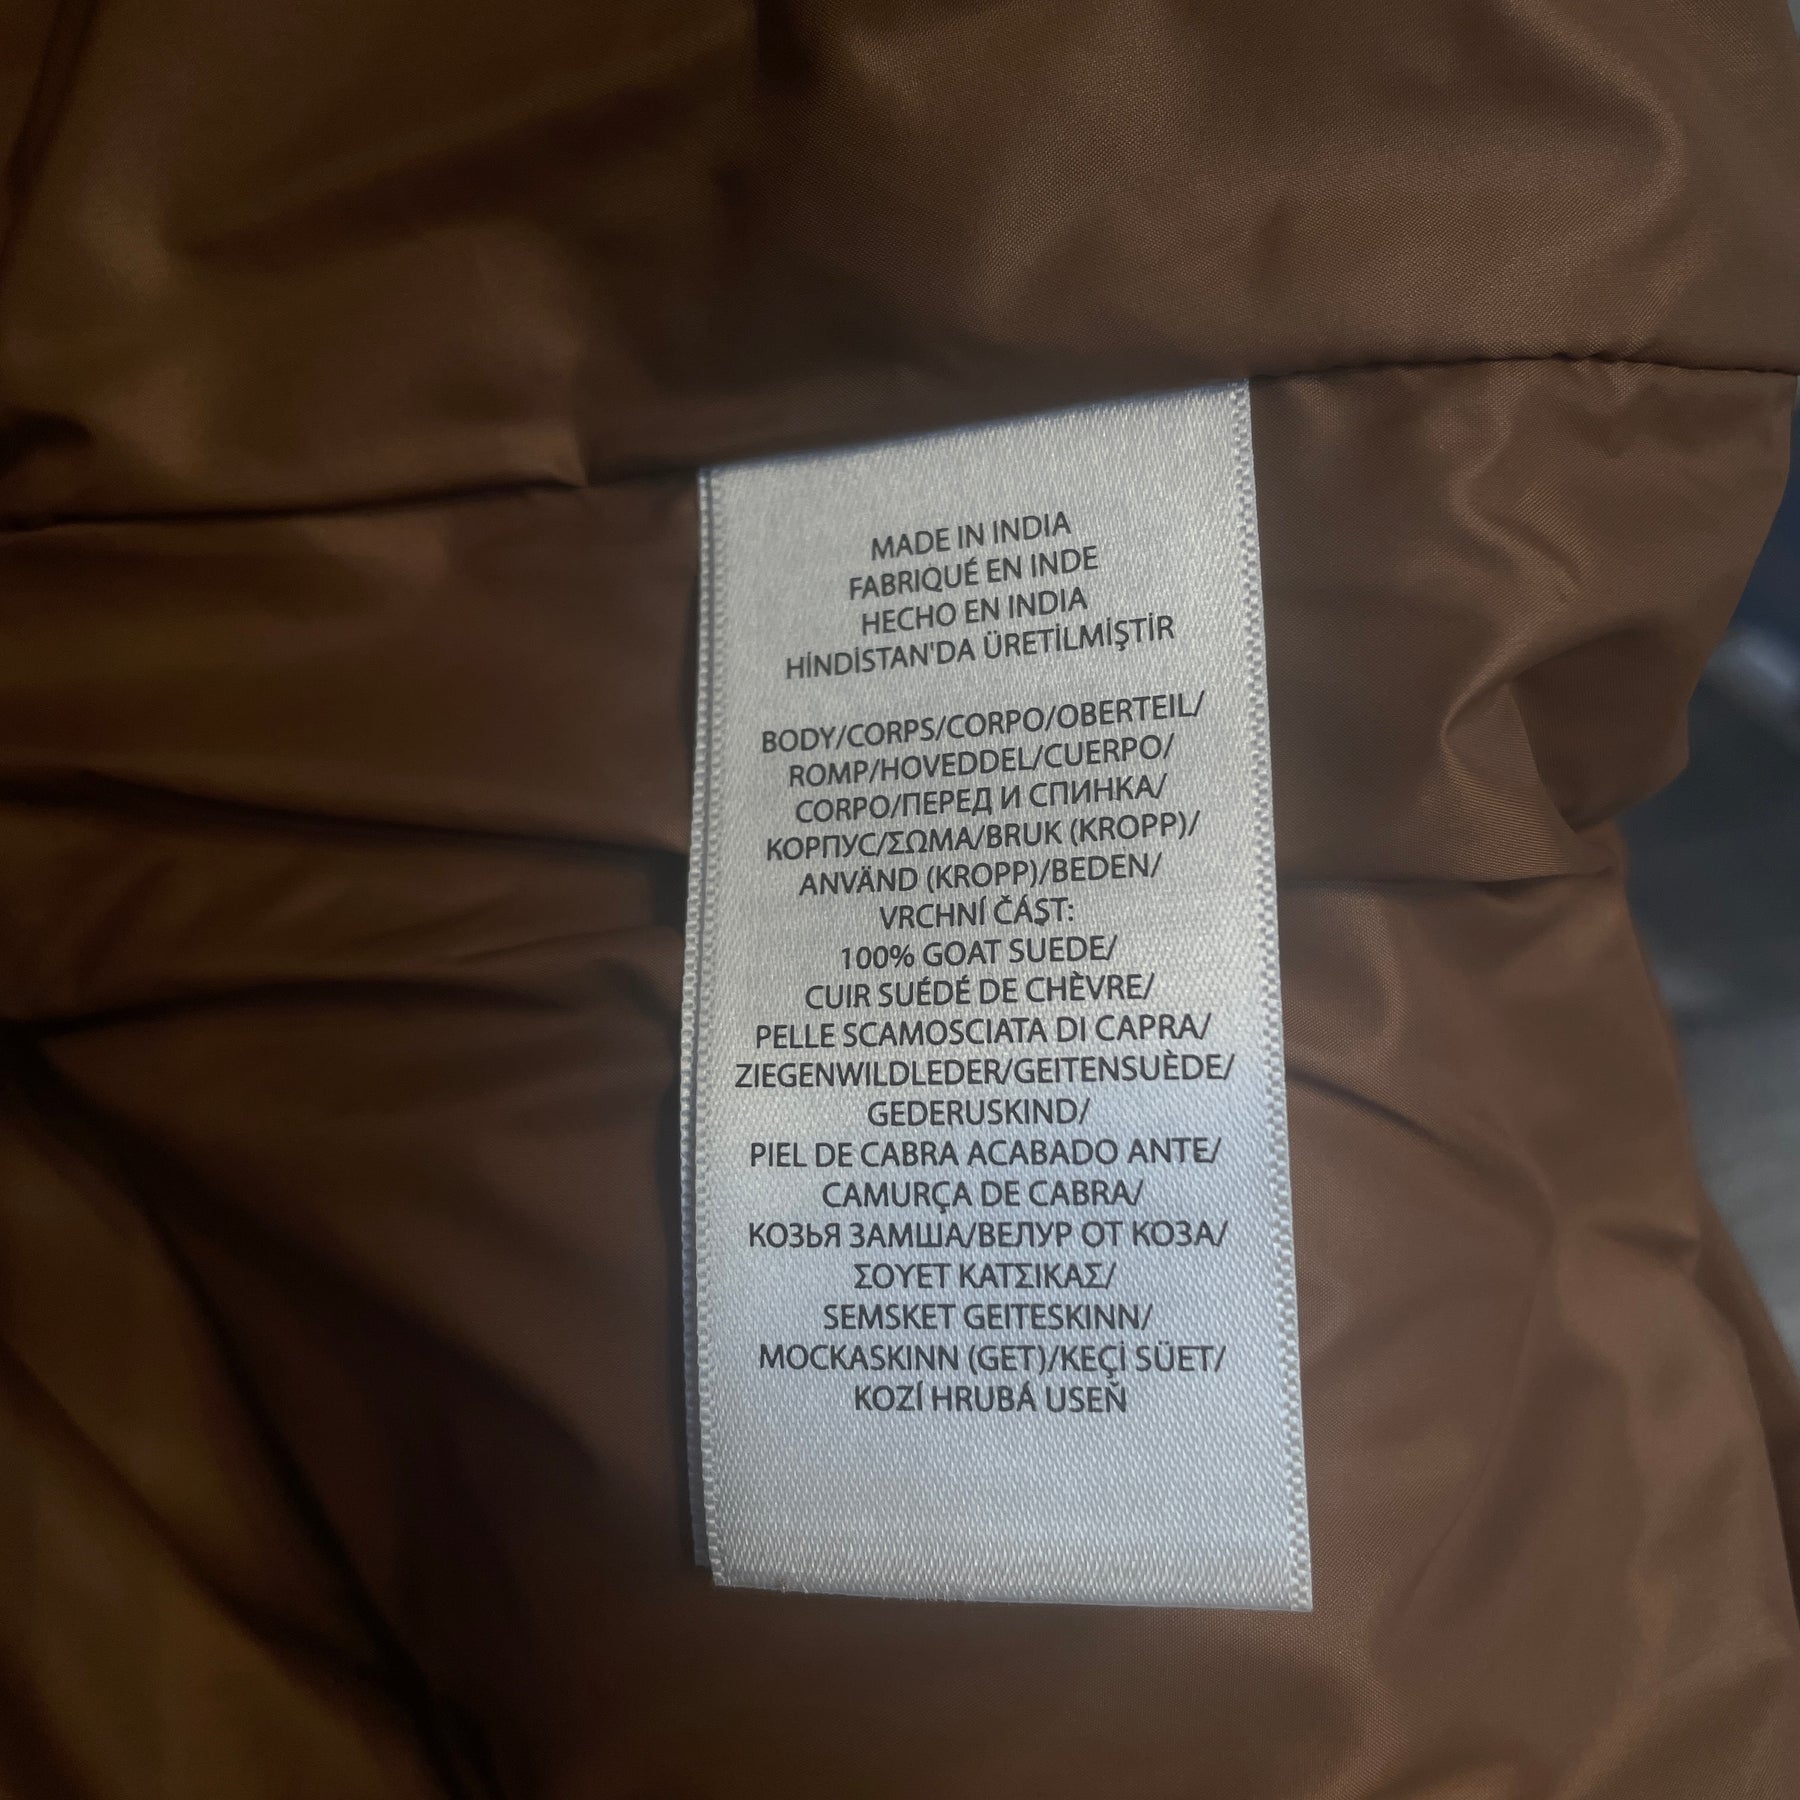 MADE IN INDIA
FABRIQUÉ EN INDE
HECHO EN INDIA
HİNDİSTAN'DA ÜRETİLMİŞTİR
BODY/CORPS/CORPO/OBERTEIL/
ROMP/HOVEDDEL/CUERPO/
CORPO/ПЕРЕД И СПИНКА/
КОРПУС/ΣΩΜΑ/BRUK (KROPP)/
ANVÄND (KROPP)/BEDEN/
VRCHNÍ ČÁST:
100% GOAT SUEDE/
CUIR SUÉDÉ DE CHÈVRE/
PELLE SCAMOSCIATA DI CAPRA/
ZIEGENWILDLEDER/GEITENSUÈDE/
GEDERUSKIND/
PIEL DE CABRA ACABADO ANTE/
CAMURÇA DE CABRA/
КОЗЬЯ ЗАМША/ВЕЛУР ОТ КОЗА/
ΣΟΥΕΤ ΚΑΤΣΙΚΑΣ/
SEMSKET GEITESKINN/
MOCKASKINN (GET)/KEÇİ SÜET/
KOZÍ HRUBÁ USEŇ